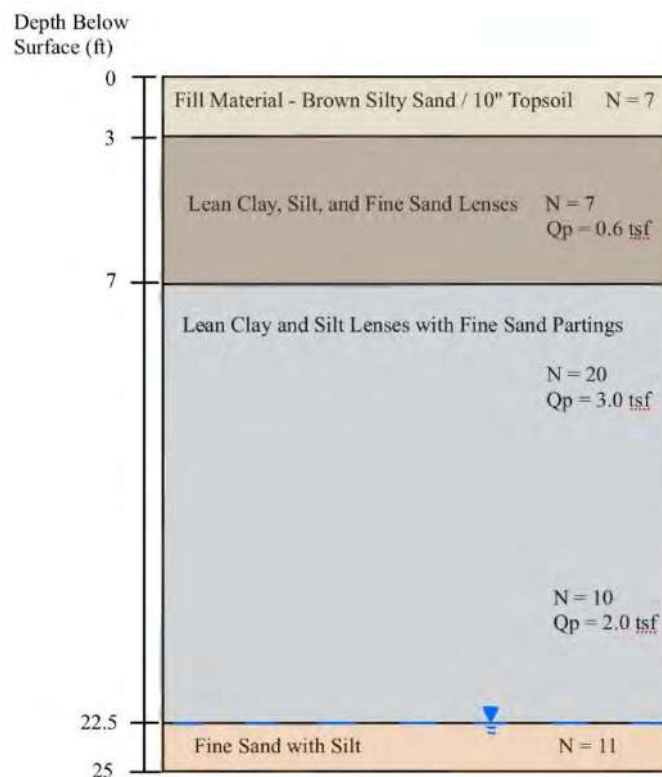 Depth Below
Surface (ft)
0
Fill Material - Brown Silty Sand / 10" Topsoil N = 7
3
Lean Clay, Silt, and Fine Sand Lenses N = 7
Qp = 0.6 tsf
7
Lean Clay and Silt Lenses with Fine Sand Partings
N = 20
Qp = 3.0 tsf
N = 10
Qp = 2.0 tsf
22.5
Fine Sand with Silt N = 11
25